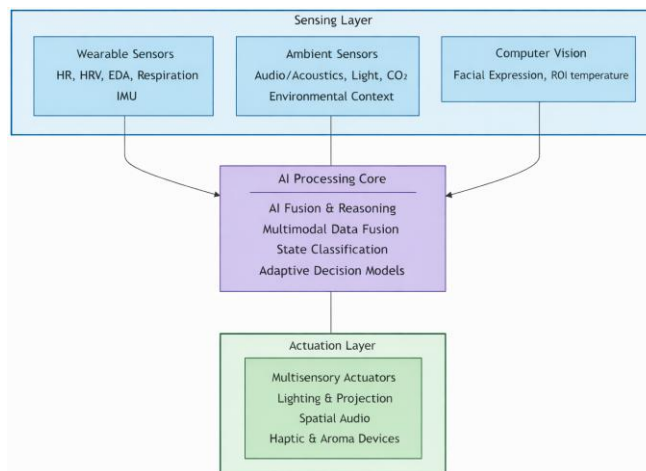 Sensing Layer
Wearable Sensors
HR, HRV, EDA, Respiration
IMU
Ambient Sensors
Audio/Acoustics, Light, CO₂
Environmental Context
Computer Vision
Facial Expression, ROI temperature
AI Processing Core
AI Fusion & Reasoning
Multimodal Data Fusion
State Classification
Adaptive Decision Models
Actuation Layer
Multisensory Actuators
Lighting & Projection
Spatial Audio
Haptic & Aroma Devices